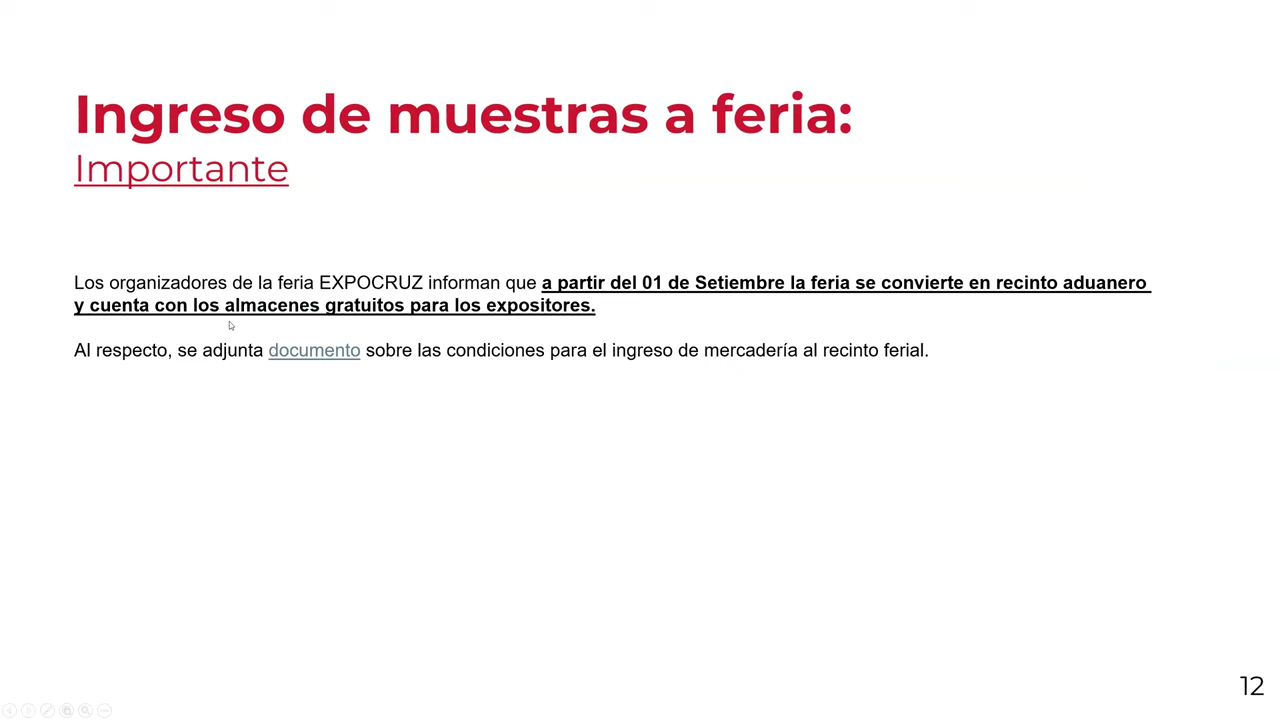 Ingreso de muestras a feria:
Importante
Los organizadores de la feria EXPOCRUZ informan que a partir del 01 de Setiembre la feria se convierte en recinto aduanero
y cuenta con los almacenes gratuitos para los expositores.
Al respecto, se adjunta documento sobre las condiciones para el ingreso de mercadería al recinto ferial.
12